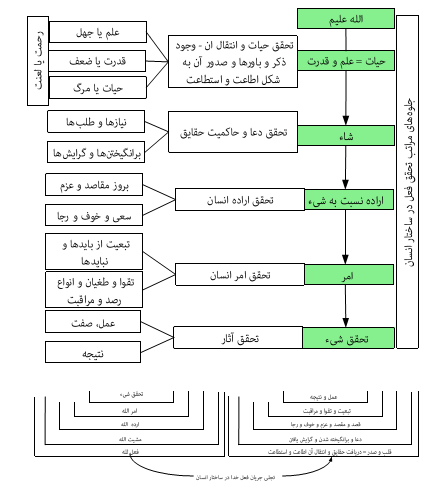 الله علیم
حیات = علم و قدرت
شاء
اراده نسبت به شیء
امر
تحقق شیء
جلوه‌های مراتب تحقق فعل در ساختار انسان
تحقق حیات و انتقال ان - وجود
ذکر و باورها و صدور آن به
شکل اطاعت و استطاعت
تحقق دعا و حاکمیت حقایق
تحقق اراده انسان
تحقق امر انسان
تحقق آثار
علم یا جهل
قدرت یا ضعف
حیات یا مرگ
رحمت یا لعنت
نیازها و طلب‌ها
برانگیختن‌ها و گرایش‌ها
بروز مقاصد و عزم
سعی و خوف و رجا
تبعیت از بایدها و
نبایدها
تقوا و طغیان و انواع
رصد و مراقبت
عمل، صفت
نتیجه
عمل و نتیجه
تبعیت و تقوا و مراقبت
قصد و مقصد و عزم و خوف و رجا
دعا و برانگیخته شدن و گرایش یافتن
قلب و صدر = دریافت حقایق و انتقال آن اطاعت و استطاعت
تحقق شیء
امر الله
اراده الله
مشیت الله
فعل لله
تجلی جریان فعل خدا در ساختار انسان